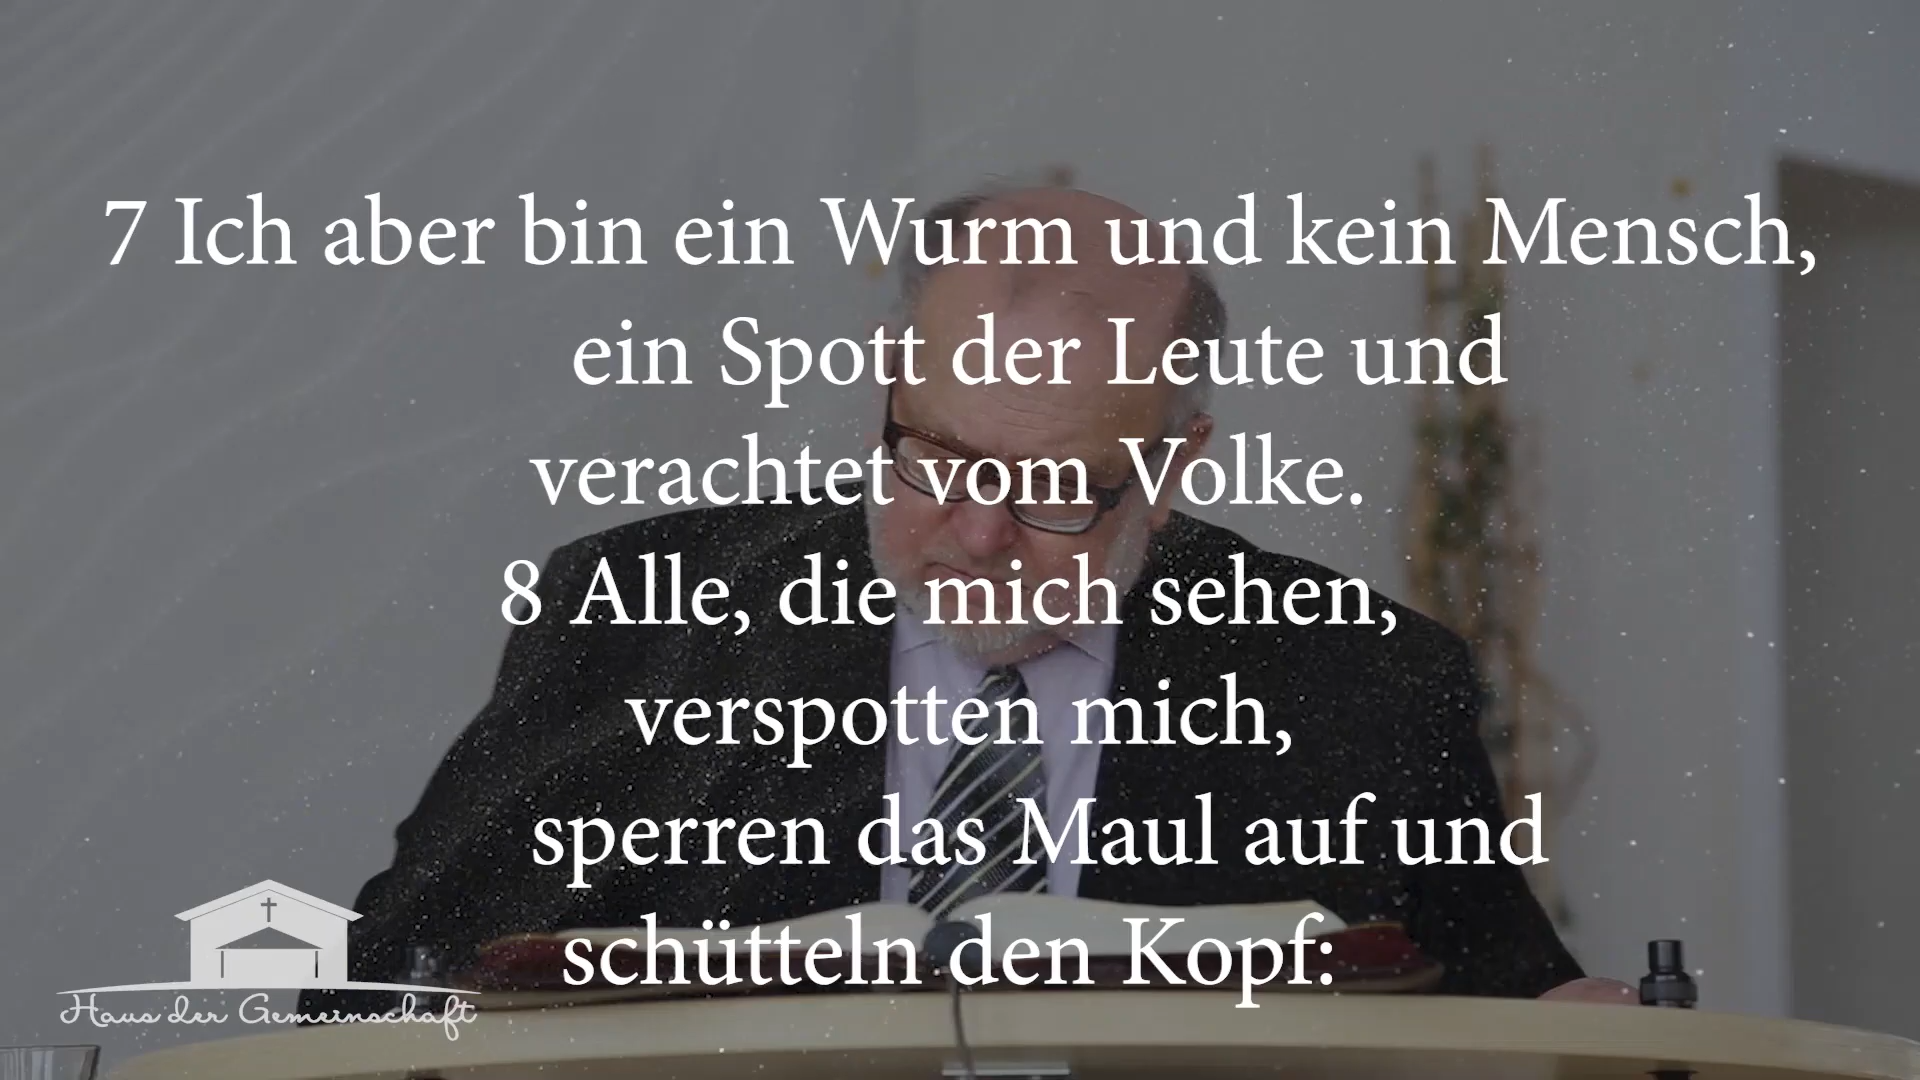 7 Ich aber bin ein Wurm und kein Mensch,
ein Spott der Leute und
verachtet vom Volke.
8 Alle, die mich sehen,
verspotten mich,
sperren das Maul auf und
schütteln den Kopf:
Haus der Gemeinschaft